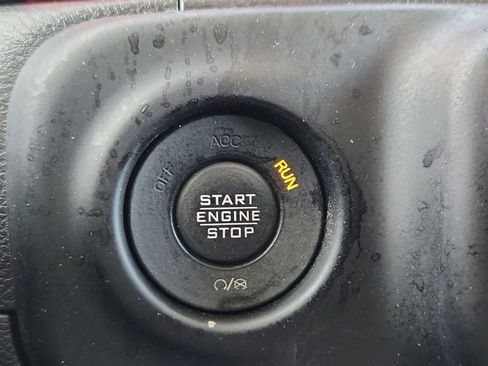 OFF
ACC
RUN
START
ENGINE
STOP